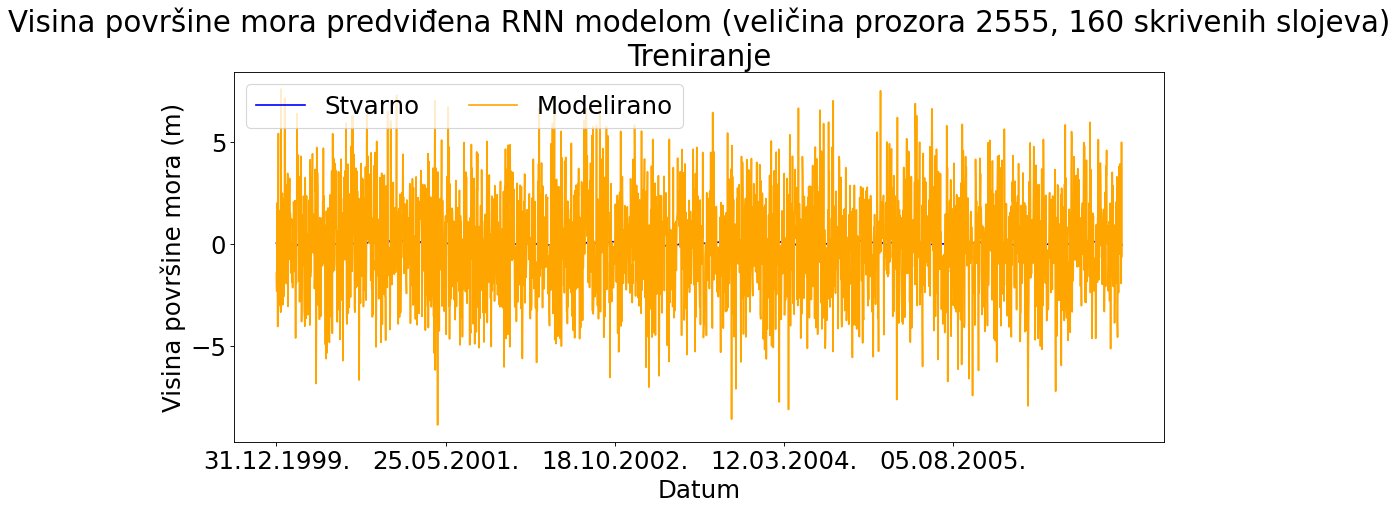 Visina površine mora predviđena RNN modelom (veličina prozora 2555, 160 skrivenih slojeva)
Treniranje
Stvarno
Modelirano
Visina površine mora (m)
5
0
−5
31.12.1999.
25.05.2001.
18.10.2002.
12.03.2004.
05.08.2005.
Datum